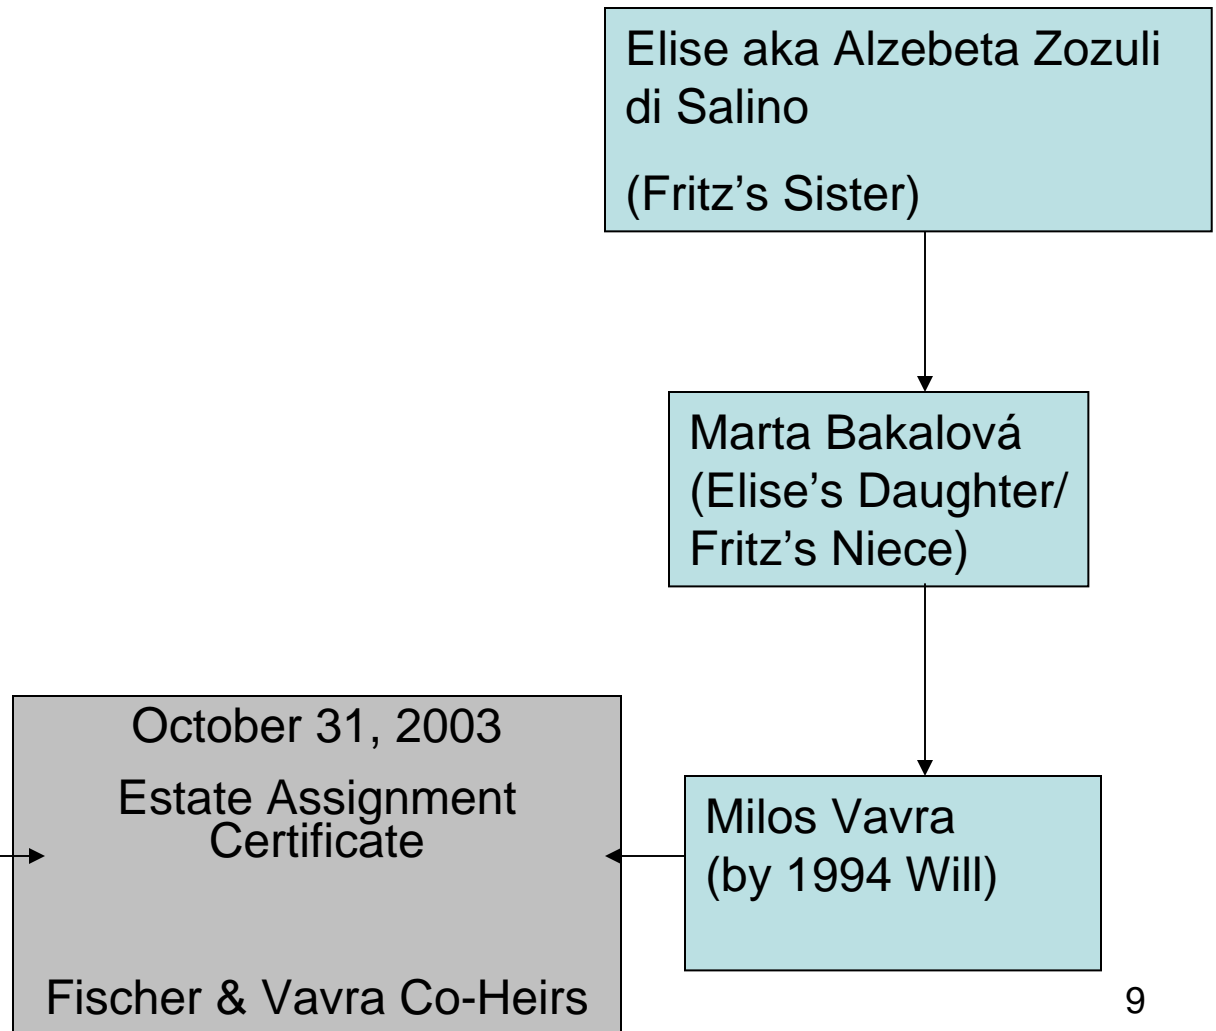 Elise aka Alzebeta Zozuli
di Salino
(Fritz’s Sister)
Marta Bakalová
(Elise’s Daughter/
Fritz’s Niece)
October 31, 2003
Estate Assignment
Certificate
Fischer & Vavra Co-Heirs
Milos Vavra
(by 1994 Will)
9